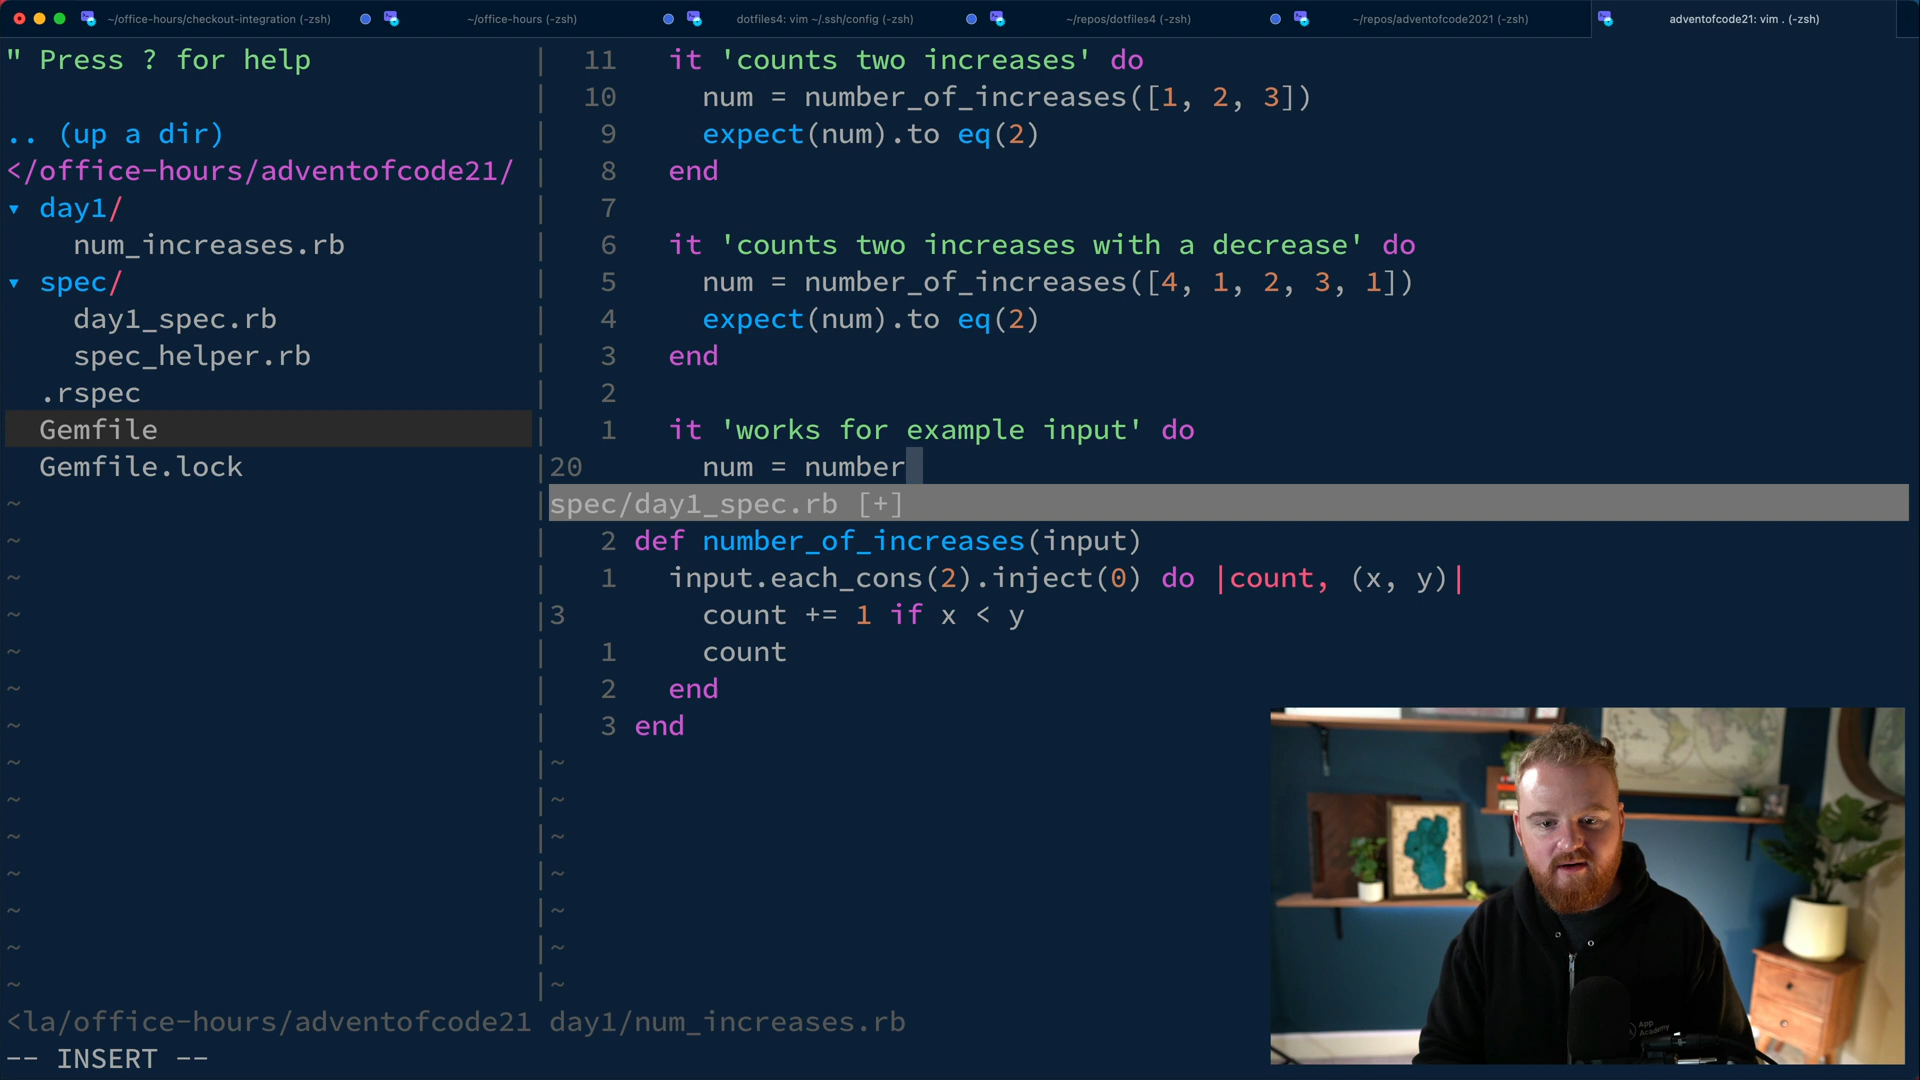 ~/office-hours/checkout-integration (-zsh)
~/office-hours (-zsh)
dotfiles4: vim ~/.ssh/config (-zsh)
~/repos/dotfiles4 (-zsh)
~/repos/adventofcode2021 (-zsh)
adventofcode21: vim . (-zsh)
" Press ? for help
.. (up a dir)
</office-hours/adventofcode21/
▾ day1/
num_increases.rb
▾ spec/
day1_spec.rb
spec_helper.rb
.rspec
Gemfile
Gemfile.lock
~
~
~
~
~
~
~
~
~
~
~
~
~
~
<la/office-hours/adventofcode21
11 it 'counts two increases' do
10 num = number_of_increases([1, 2, 3])
9 expect(num).to eq(2)
8 end
7
6 it 'counts two increases with a decrease' do
5 num = number_of_increases([4, 1, 2, 3, 1])
4 expect(num).to eq(2)
3 end
2
1 it 'works for example input' do
20 num = number
spec/day1_spec.rb [+]
2 def number_of_increases(input)
1 input.each_cons(2).inject(0) do |count, (x, y)|
3 count += 1 if x < y
1 count
2 end
3 end
~
~
~
~
~
~
~
day1/num_increases.rb
-- INSERT --
App
Academy